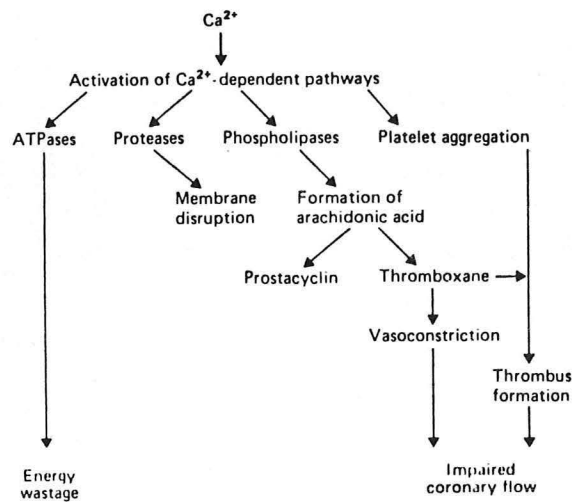 Ca²⁺
Activation of Ca²⁺-dependent pathways
ATPases
Proteases
Phospholipases
Platelet aggregation
Membrane
disruption
Formation of
arachidonic acid
Prostacyclin
Thromboxane
Vasoconstriction
Thrombus
formation
Energy
wastage
Impaired
coronary flow